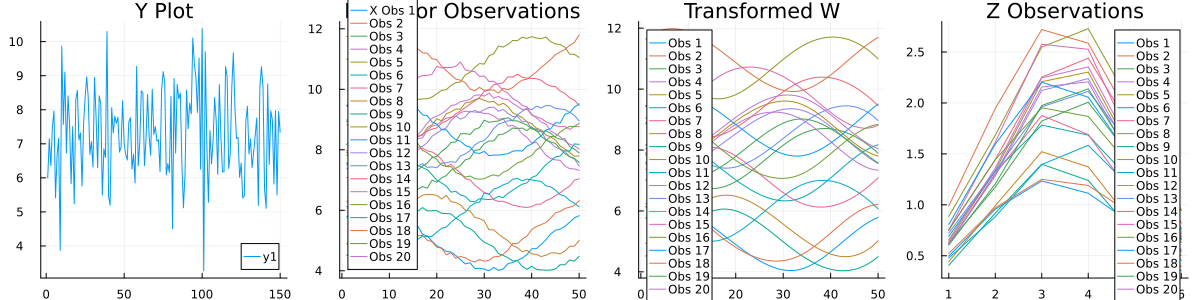 Y Plot
10
9
8
7
6
5
4
0
50
100
150
y1
or Observations
10
8
6
4
0
10
20
30
40
50
X Obs 1
Obs 2
Obs 3
Obs 4
Obs 5
Obs 6
Obs 7
Obs 8
Obs 9
Obs 10
Obs 11
Obs 12
Obs 13
Obs 14
Obs 15
Obs 16
Obs 17
Obs 18
Obs 19
Obs 20
Transformed W
12
10
8
6
4
0
10
20
30
40
50
Obs 1
Obs 2
Obs 3
Obs 4
Obs 5
Obs 6
Obs 7
Obs 8
Obs 9
Obs 10
Obs 11
Obs 12
Obs 13
Obs 14
Obs 15
Obs 16
Obs 17
Obs 18
Obs 19
Obs 20
Z Observations
2.5
2.0
1.5
1.0
0.5
1
2
3
4
Obs 1
Obs 2
Obs 3
Obs 4
Obs 5
Obs 6
Obs 7
Obs 8
Obs 9
Obs 10
Obs 11
Obs 12
Obs 13
Obs 14
Obs 15
Obs 16
Obs 17
Obs 18
Obs 19
Obs 20